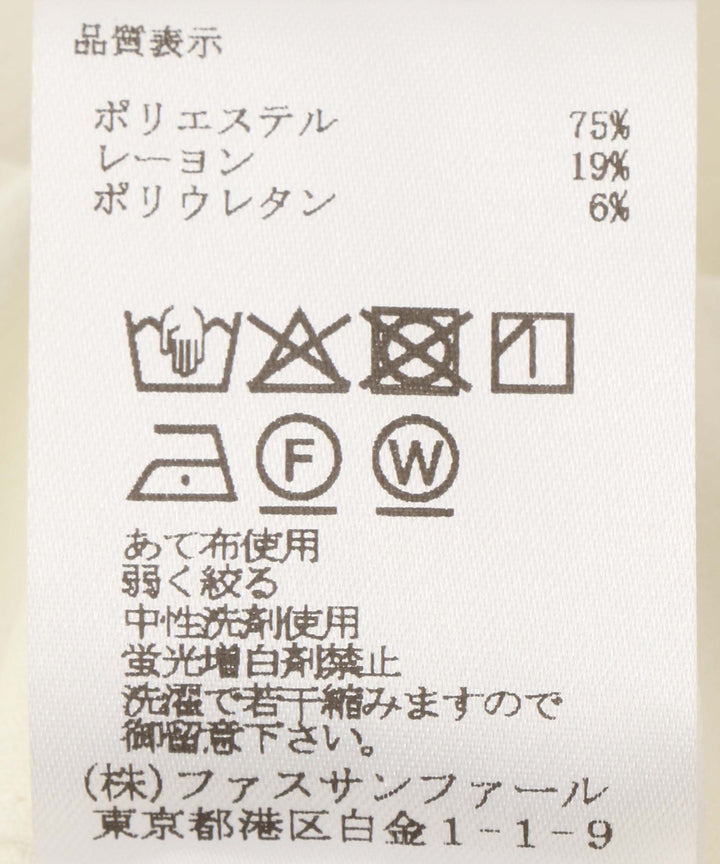 品質表示
ポリエステル 75%
レーヨン 19%
ポリウレタン 6%
F W
あて布使用
弱く絞る
中性洗剤使用
蛍光増白剤禁止
洗濯で若干縮みますので
御留意下さい。
(株)ファスサンファール
東京都港区白金1-1-9